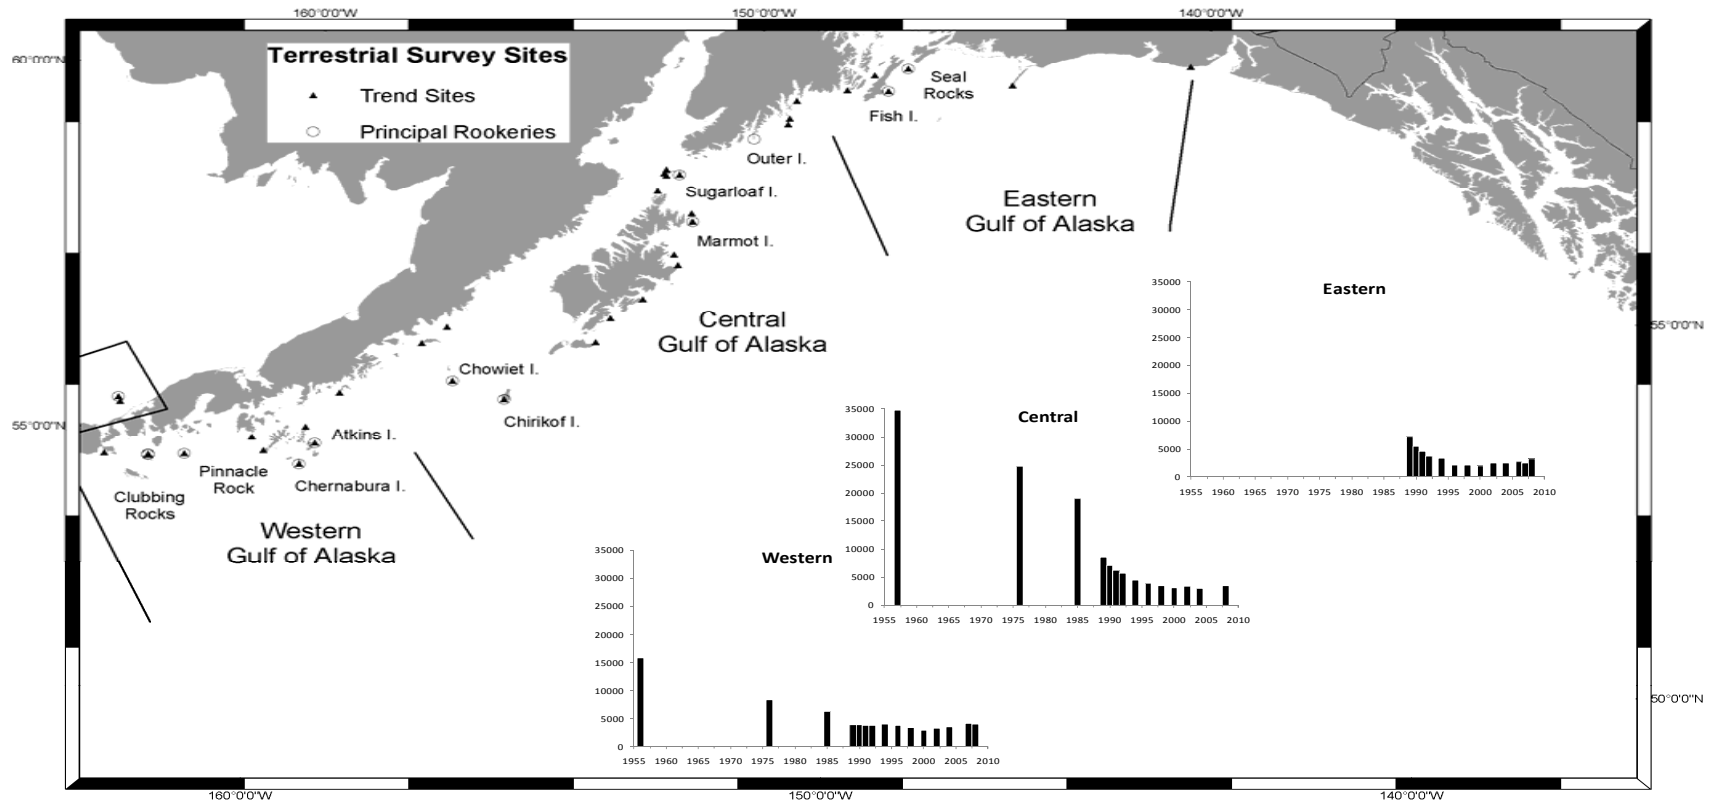 160°0'0"W
150°0'0"W
140°0'0"W
60°0'0"N
Terrestrial Survey Sites
Trend Sites
Principal Rookeries
Seal
Rocks
Fish I.
Outer I.
Sugarloaf I.
Marmot I.
Eastern
Gulf of Alaska
Central
Gulf of Alaska
Chowiet I.
Chirikof I.
55°0'0"N
Atkins I.
Pinnacle
Rock
Chernabura I.
Clubbing
Rocks
Western
Gulf of Alaska
Eastern
35000
30000
25000
20000
15000
10000
5000
0
1955 1960 1965 1970 1975 1980 1985 1990 1995 2000 2005 2010
55°0'0"N
Central
35000
30000
25000
20000
15000
10000
5000
0
1955 1960 1965 1970 1975 1980 1985 1990 1995 2000 2005 2010
Western
35000
30000
25000
20000
15000
10000
5000
0
1955 1960 1965 1970 1975 1980 1985 1990 1995 2000 2005 2010
50°0'0"N
160°0'0"W
150°0'0"W
140°0'0"W